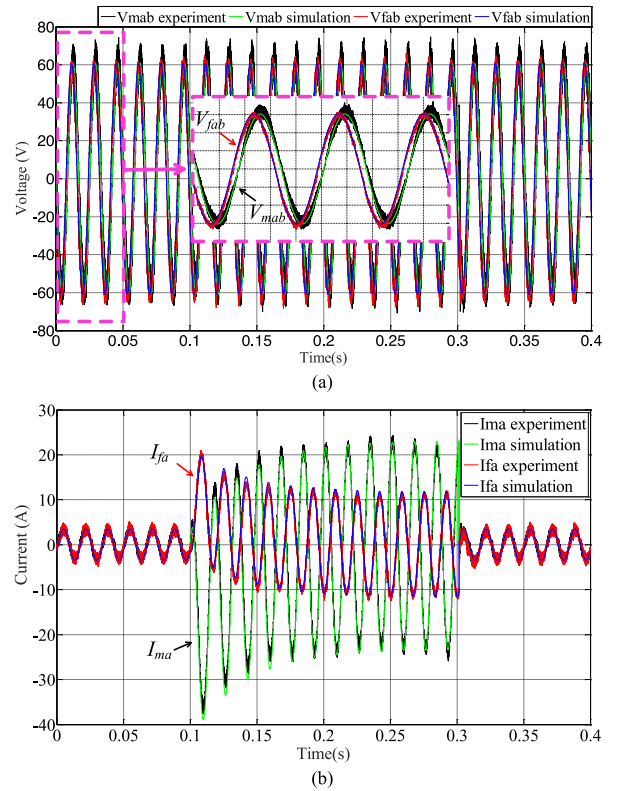 Vmab experiment Vmab simulation Vfab experiment Vfab simulation
80
60
40
20
0
-20
-40
-60
80
Voltage (V)
Vfab
Vmab
0 0.05 0.1 0.15 0.2 0.25 0.3 0.35 0.4
Time(s)
(a)
30
20
10
0
-10
-20
-30
-40
Current (A)
Ifa
Ima
Ima experiment
Ima simulation
Ifa experiment
Ifa simulation
0 0.05 0.1 0.15 0.2 0.25 0.3 0.35 0.4
Time(s)
(b)